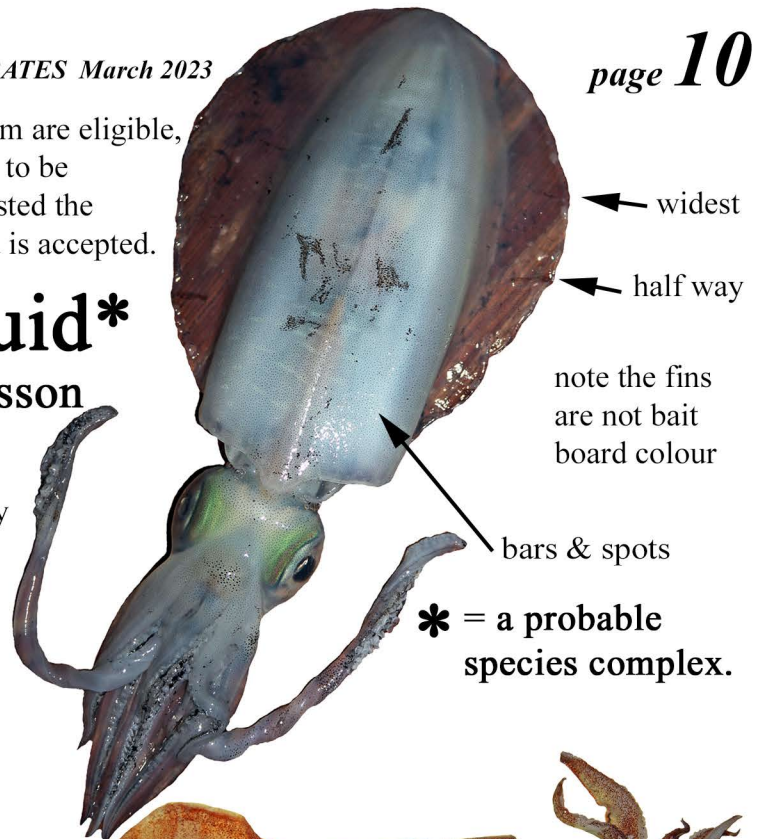 ATES March 2023
page 10
m are eligible,
to be
sted the
is accepted.
uid*
sson
y
widest
half way
note the fins
are not bait
board colour
bars & spots
* = a probable
species complex.